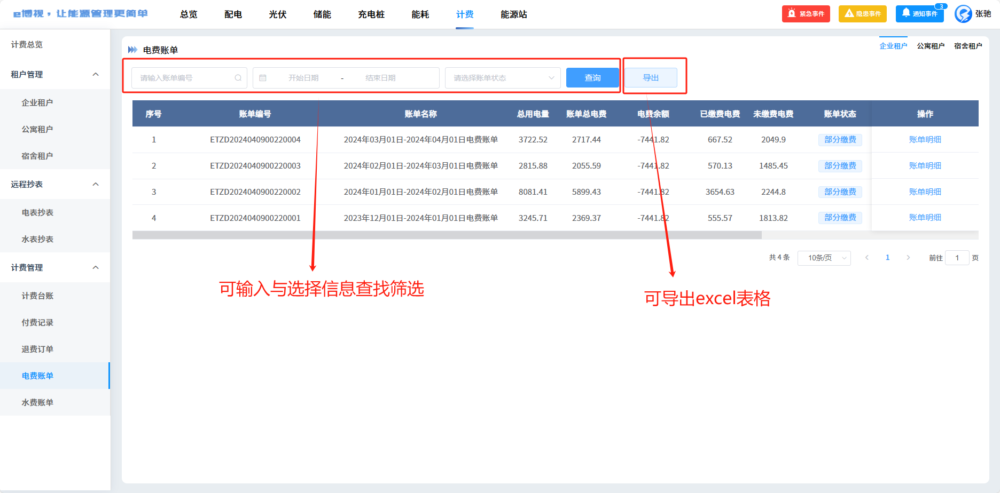 e博视，让能源管理更简单 总览 配电 光伏 储能 充电桩 能耗 计费 能源站 紧急事件 隐患事件 通知事件 3 张驰
计费总览
租户管理
企业租户
公寓租户
宿舍租户
远程抄表
电表抄表
水表抄表
计费管理
计费台账
付费记录
退费订单
电费账单
水费账单
电费账单 企业租户 公寓租户 宿舍租户
请输入账单编号 开始日期 - 结束日期 请选择账单状态 查询 导出
序号 账单编号 账单名称 总用电量 账单总电费 电费余额 已缴费电费 未缴费电费 账单状态 操作
1 ETZD2024040900220004 2024年03月01日-2024年04月01日电费账单 3722.52 2717.44 -7441.82 667.52 2049.9 部分缴费 账单明细
2 ETZD2024040900220003 2024年02月01日-2024年03月01日电费账单 2815.88 2055.59 -7441.82 570.13 1485.45 部分缴费 账单明细
3 ETZD2024040900220002 2024年01月01日-2024年02月01日电费账单 8081.41 5899.43 -7441.82 3654.63 2244.8 部分缴费 账单明细
4 ETZD2024040900220001 2023年12月01日-2024年01月01日电费账单 3245.71 2369.37 -7441.82 555.57 1813.82 部分缴费 账单明细
共 4 条 10条/页 1 前往 1 页
可输入与选择信息查找筛选
可导出excel表格